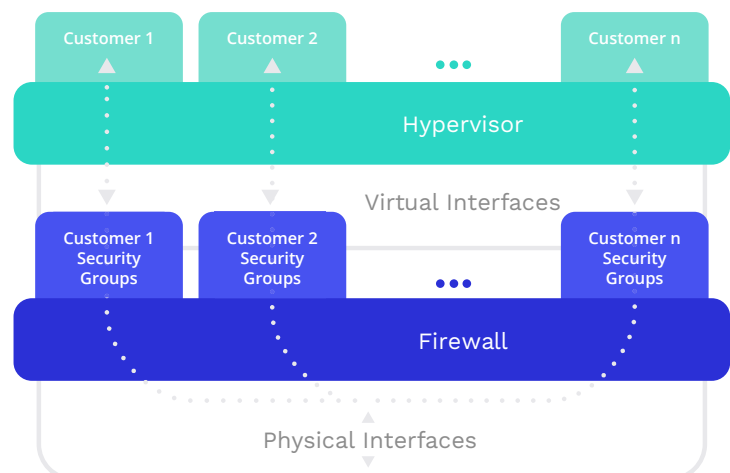 Customer 1
Customer 2
Customer n
Hypervisor
Virtual Interfaces
Customer 1
Security
Groups
Customer 2
Security
Groups
Customer n
Security
Groups
Firewall
Physical Interfaces